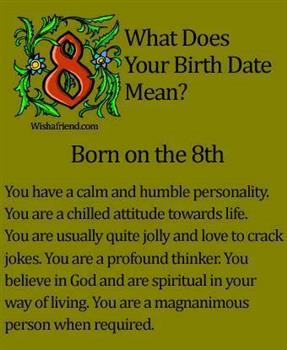 What Does
Your Birth Date
Mean?
8
Wishafriend.com
Born on the 8th
You have a calm and humble personality.
You are a chilled attitude towards life.
You are usually quite jolly and love to crack
jokes. You are a profound thinker. You
believe in God and are spiritual in your
way of living. You are a magnanimous
person when required.